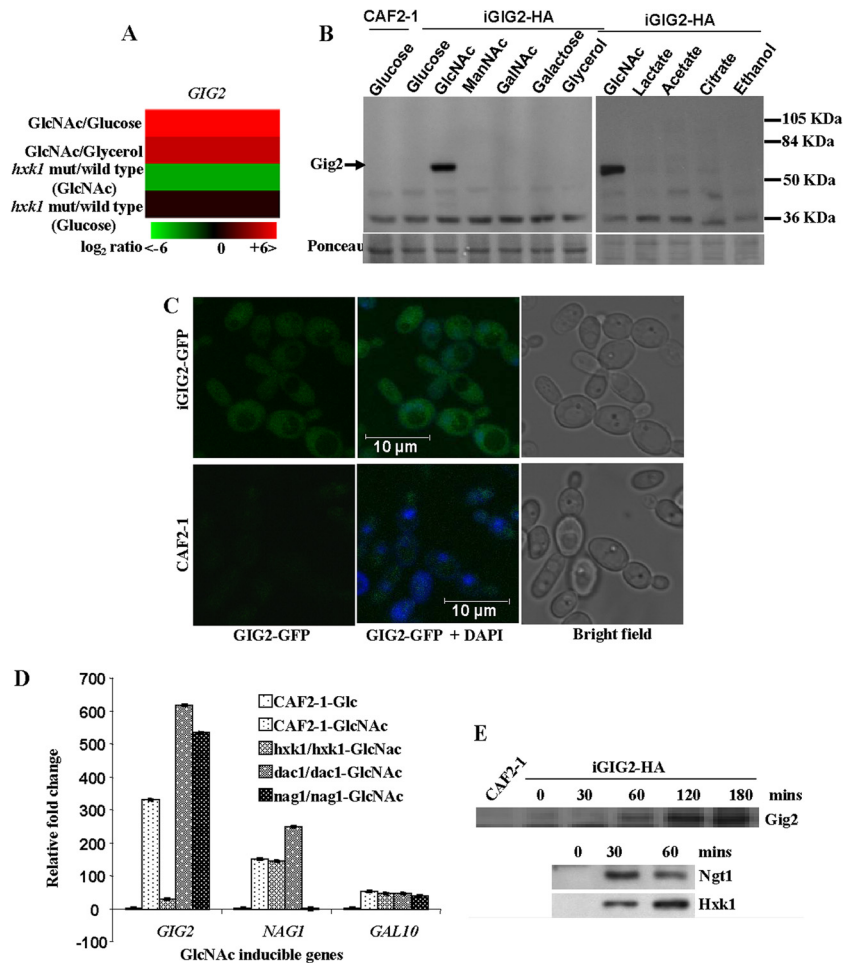 A
GIG2
GlcNAc/Glucose
GlcNAc/Glycerol
hxk1 mut/wild type
(GlcNAc)
hxk1 mut/wild type
(Glucose)
log2 ratio
<-6 0 +6>
B
CAF2-1 iGIG2-HA iGIG2-HA
Glucose Glucose GlcNAc ManNAc GalNAc Galactose Glycerol GlcNAc Lactate Acetate Citrate Ethanol
105 KDa
84 KDa
Gig2
50 KDa
36 KDa
Ponceau
C
iGIG2-GFP
10 µm
CAF2-1
10 µm
GIG2-GFP GIG2-GFP + DAPI Bright field
D
Relative fold change
700
600
500
400
300
200
100
0
-100
CAF2-1-Glc
CAF2-1-GlcNAc
hxk1/hxk1-GlcNac
dac1/dac1-GlcNAc
nag1/nag1-GlcNAc
GIG2 NAG1 GAL10
GlcNAc inducible genes
E
CAF2-1 iGIG2-HA
0 30 60 120 180 mins
Gig2
0 30 60 mins
Ngt1
Hxk1